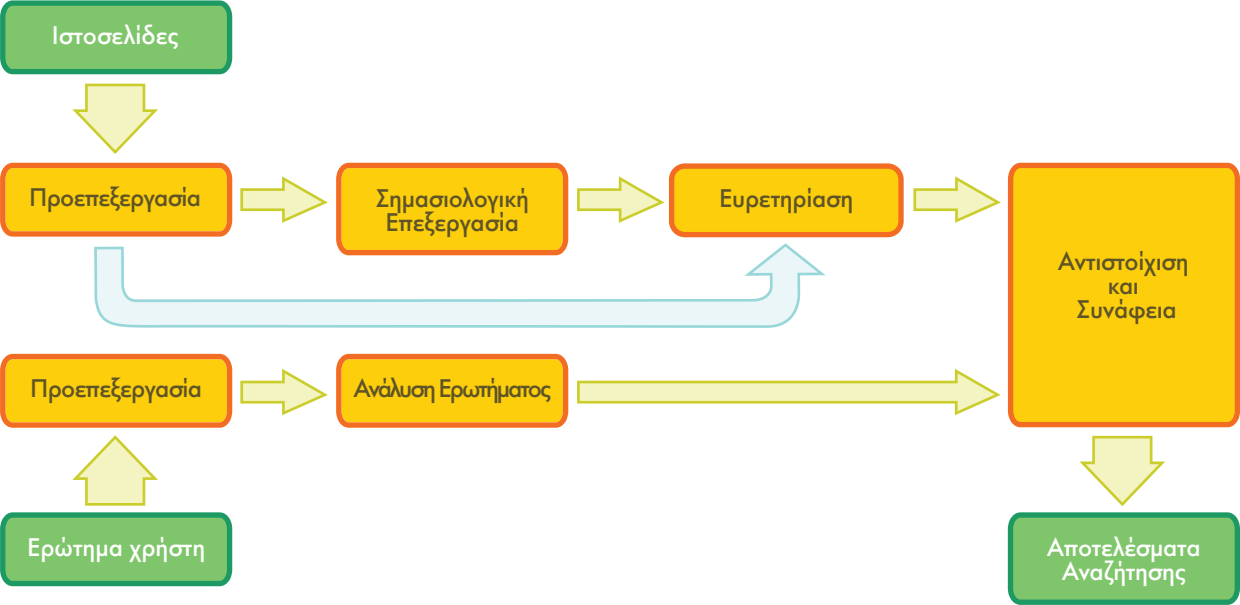 Ιστοσελίδες
Προεπεξεργασία
Σημασιολογική
Επεξεργασία
Ευρετηρίαση
Αντιστοίχιση
και
Συνάφεια
Προεπεξεργασία
Ανάλυση Ερωτήματος
Ερώτημα χρήστη
Αποτελέσματα
Αναζήτησης